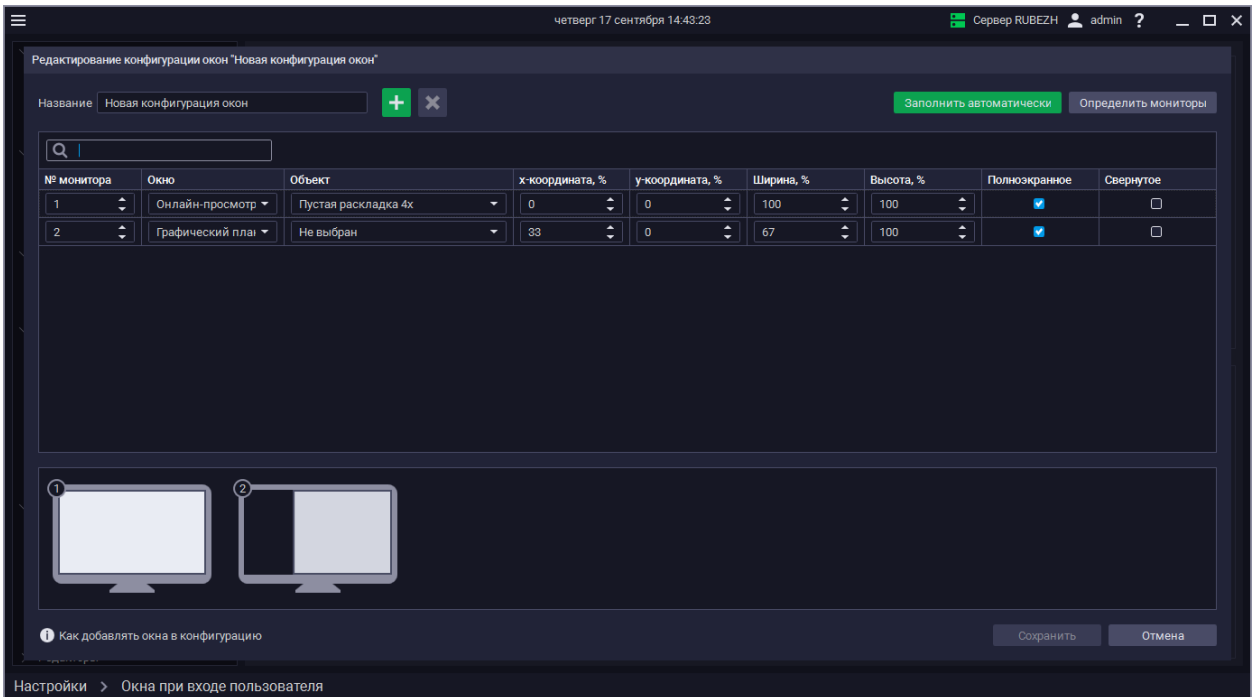 четверг 17 сентября 14:43:23 Сервер RUBEZH admin ?
Редактирование конфигурации окон "Новая конфигурация окон"
Название Новая конфигурация окон Заполнить автоматически Определить мониторы
№ монитора Окно Объект x-координата, % y-координата, % Ширина, % Высота, % Полноэкранное Свернутое
1 Онлайн-просмотр Пустая раскладка 4x 0 0 100 100
2 Графический план Не выбран 33 0 67 100
1 2
Как добавлять окна в конфигурацию Сохранить Отмена
Настройки > Окна при входе пользователя